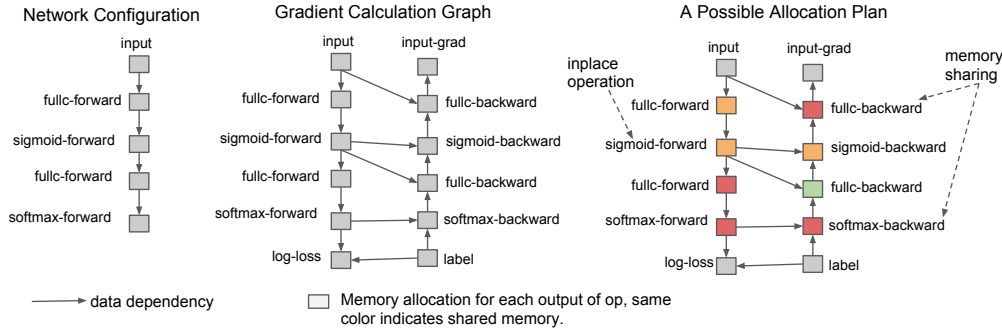 Network Configuration
input
fullc-forward
sigmoid-forward
fullc-forward
softmax-forward
Gradient Calculation Graph
input
input-grad
fullc-forward
fullc-backward
sigmoid-forward
sigmoid-backward
fullc-forward
fullc-backward
softmax-forward
softmax-backward
log-loss
label
A Possible Allocation Plan
input
input-grad
inplace
operation
memory
sharing
fullc-forward
fullc-backward
sigmoid-forward
sigmoid-backward
fullc-forward
fullc-backward
softmax-forward
softmax-backward
log-loss
label
data dependency
Memory allocation for each output of op, same
color indicates shared memory.